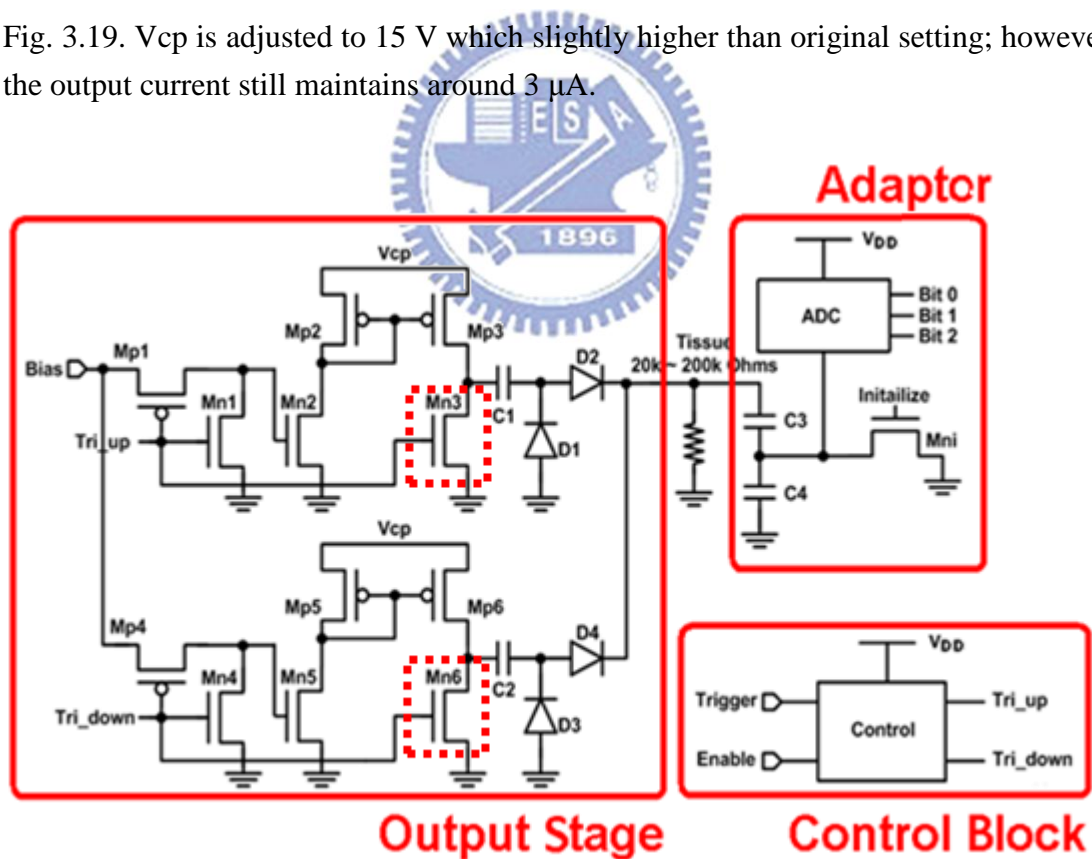 Fig. 3.19. Vcp is adjusted to 15 V which slightly higher than original setting; howeve
the output current still maintains around 3 μA.
ESA
1896
Adaptor
VDD
ADC
Bit 0
Bit 1
Bit 2
Initailize
Mni
C3
C4
Tissue
20k ~ 200k Ohms
Vcp
Mp2
Mp3
Bias
Mp1
Mn1
Mn2
Mn3
Tri_up
C1
D2
D1
Vcp
Mp5
Mp6
Mp4
Mn4
Mn5
Mn6
Tri_down
C2
D4
D3
VDD
Trigger
Enable
Control
Tri_up
Tri_down
Output Stage
Control Block